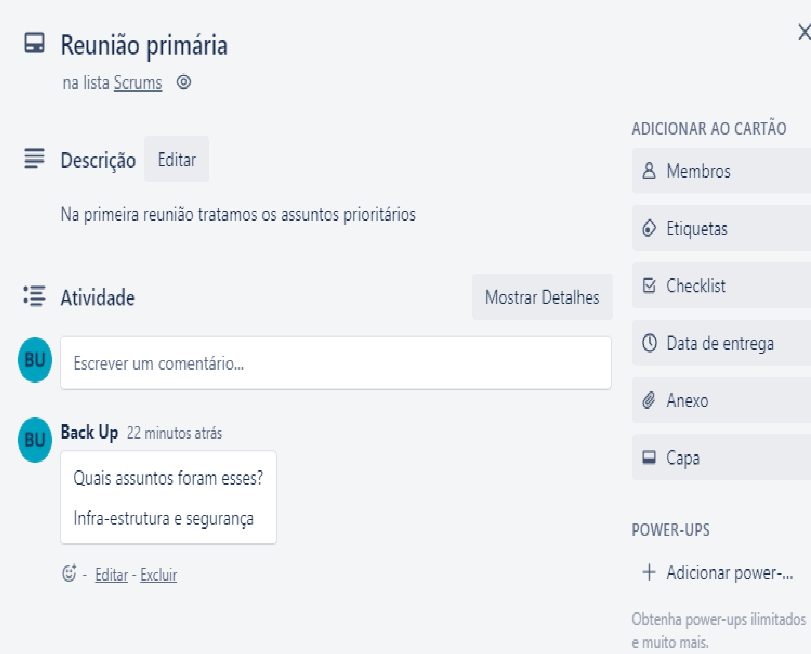 Reunião primária
na lista Scrums
Descrição Editar
Na primeira reunião tratamos os assuntos prioritários
Atividade Mostrar Detalhes
BU Escrever um comentário...
BU Back Up 22 minutos atrás
Quais assuntos foram esses?
Infra-estrutura e segurança
- Editar - Excluir
ADICIONAR AO CARTÃO
Membros
Etiquetas
Checklist
Data de entrega
Anexo
Capa
POWER-UPS
+ Adicionar power-...
Obtenha power-ups ilimitados
e muito mais.